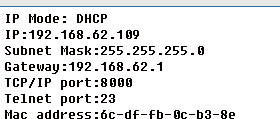 IP Mode: DHCP
IP:192.168.62.109
Subnet Mask:255.255.255.0
Gateway:192.168.62.1
TCP/IP port:8000
Telnet port:23
Mac address:6c-df-fb-0c-b3-8e